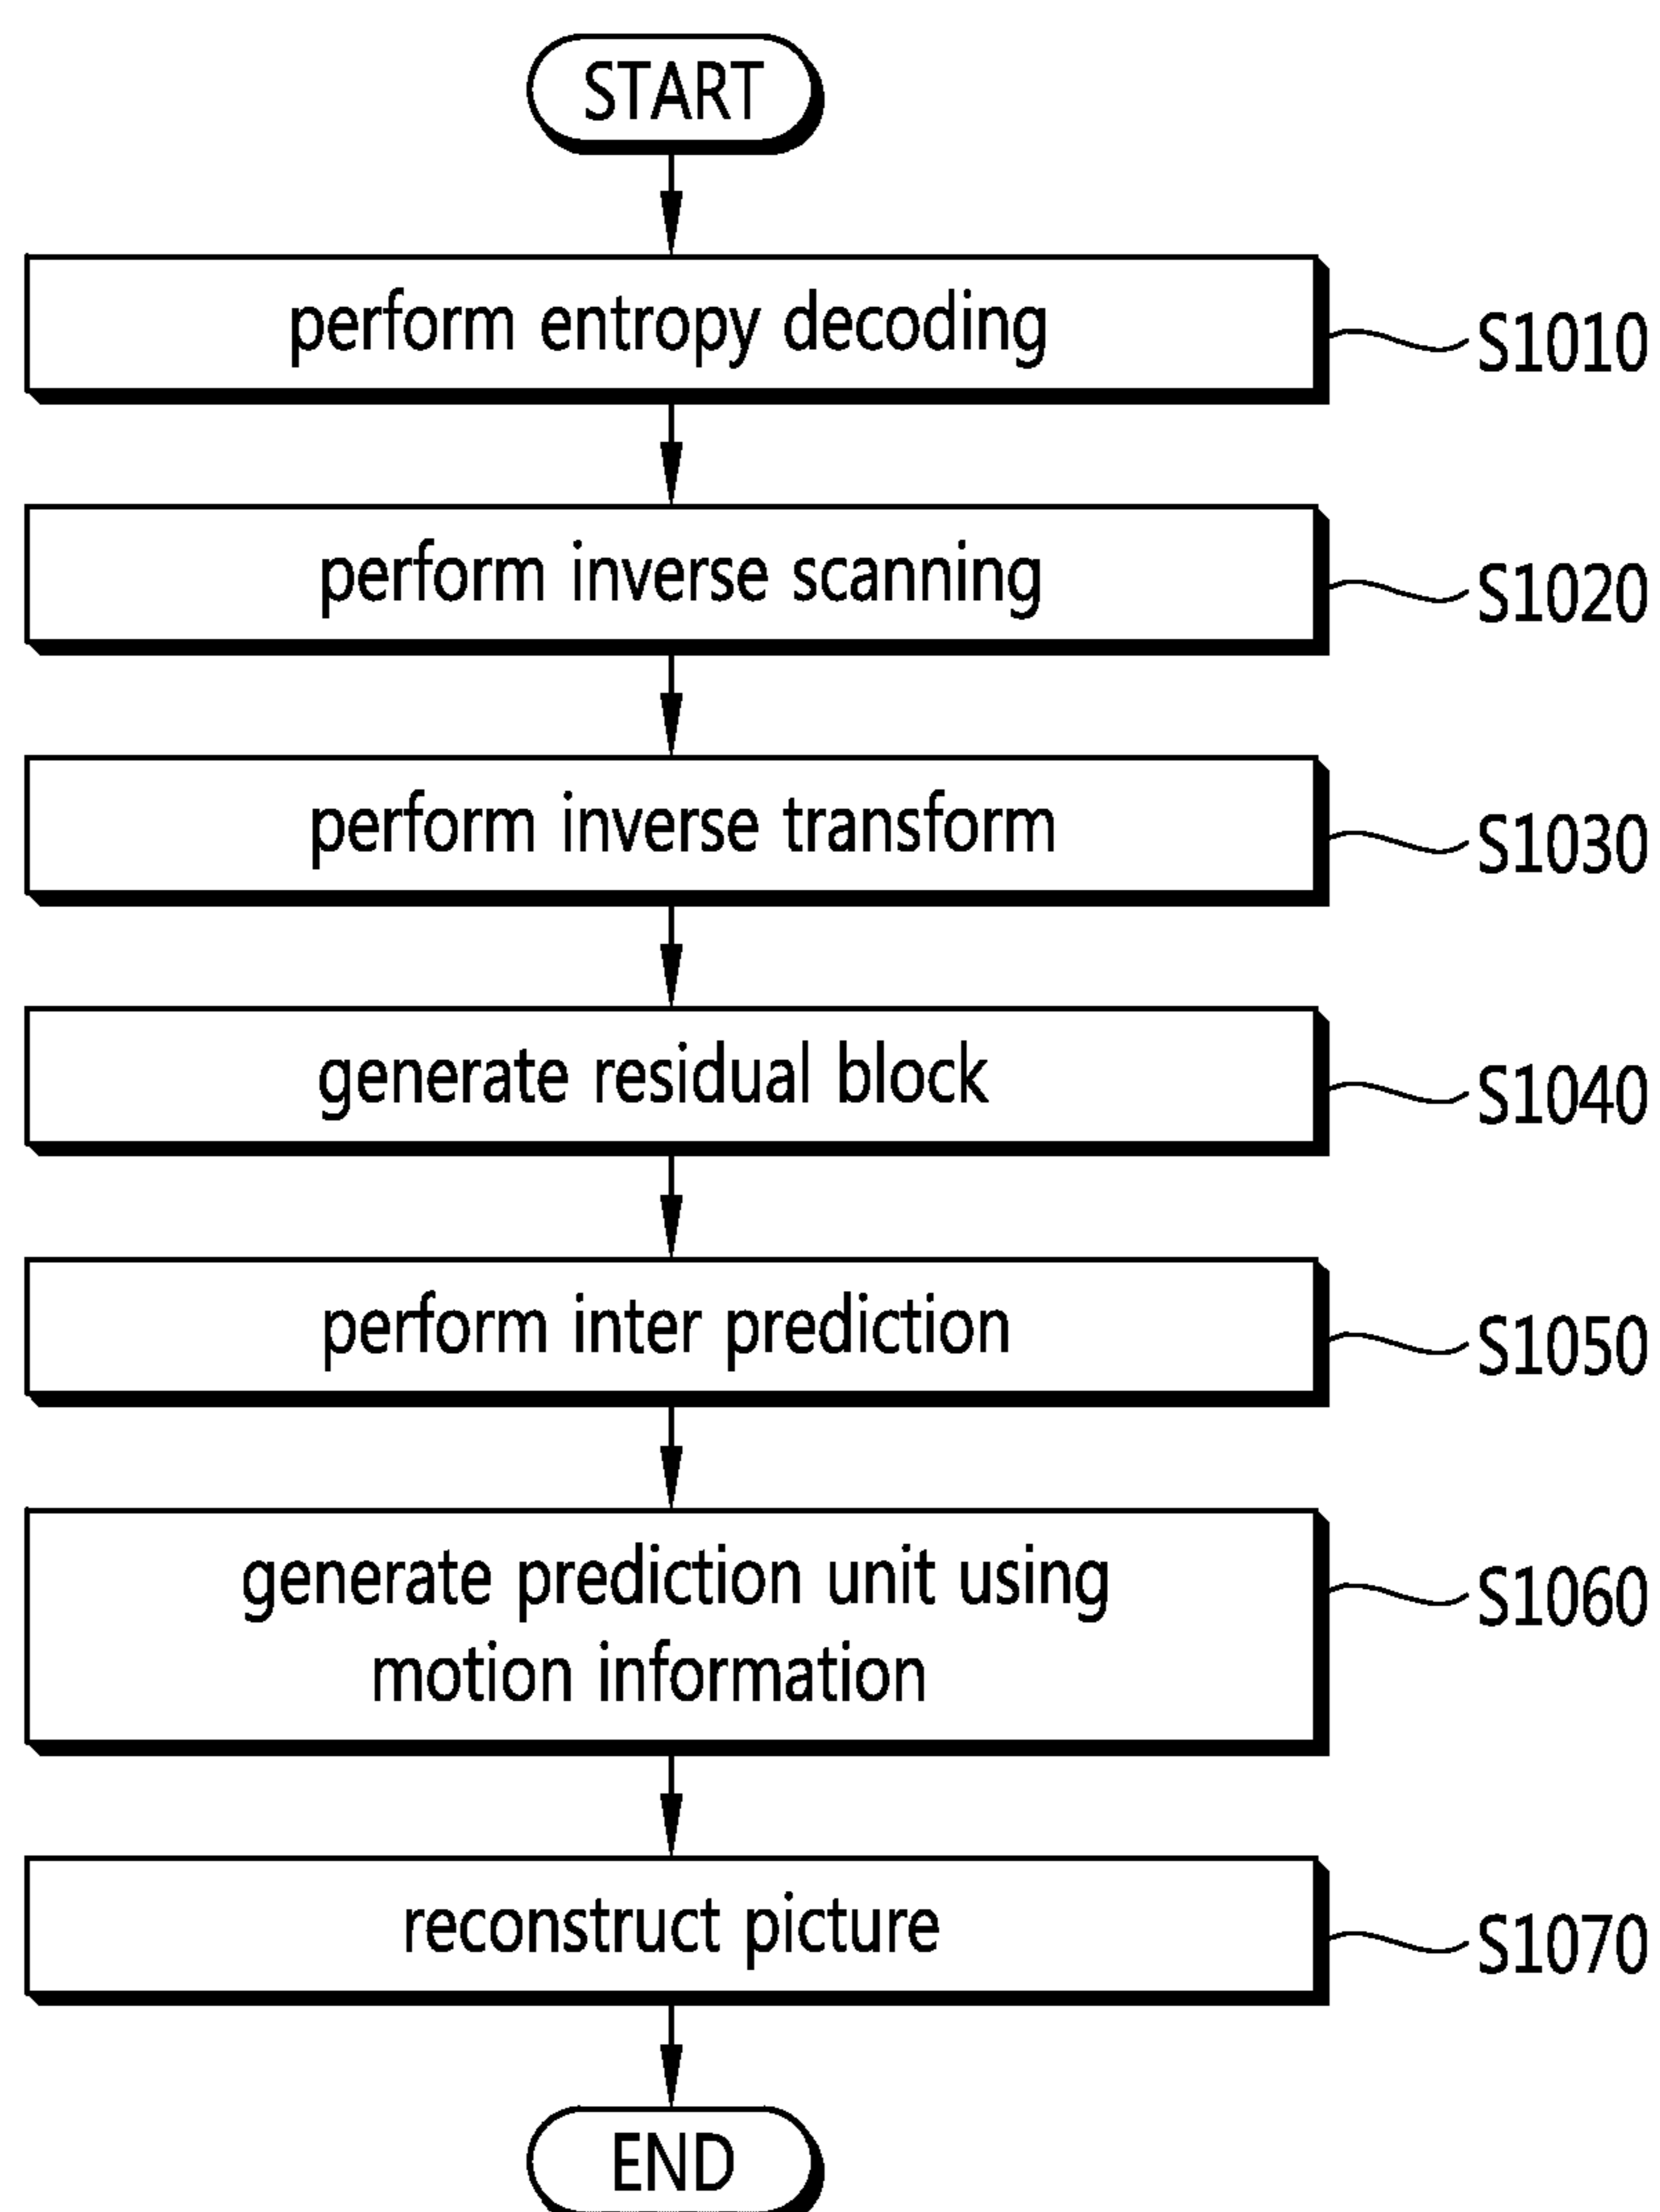 START
perform entropy decoding
S1010
perform inverse scanning
S1020
perform inverse transform
S1030
generate residual block
S1040
perform inter prediction
S1050
generate prediction unit using
motion information
S1060
reconstruct picture
S1070
END